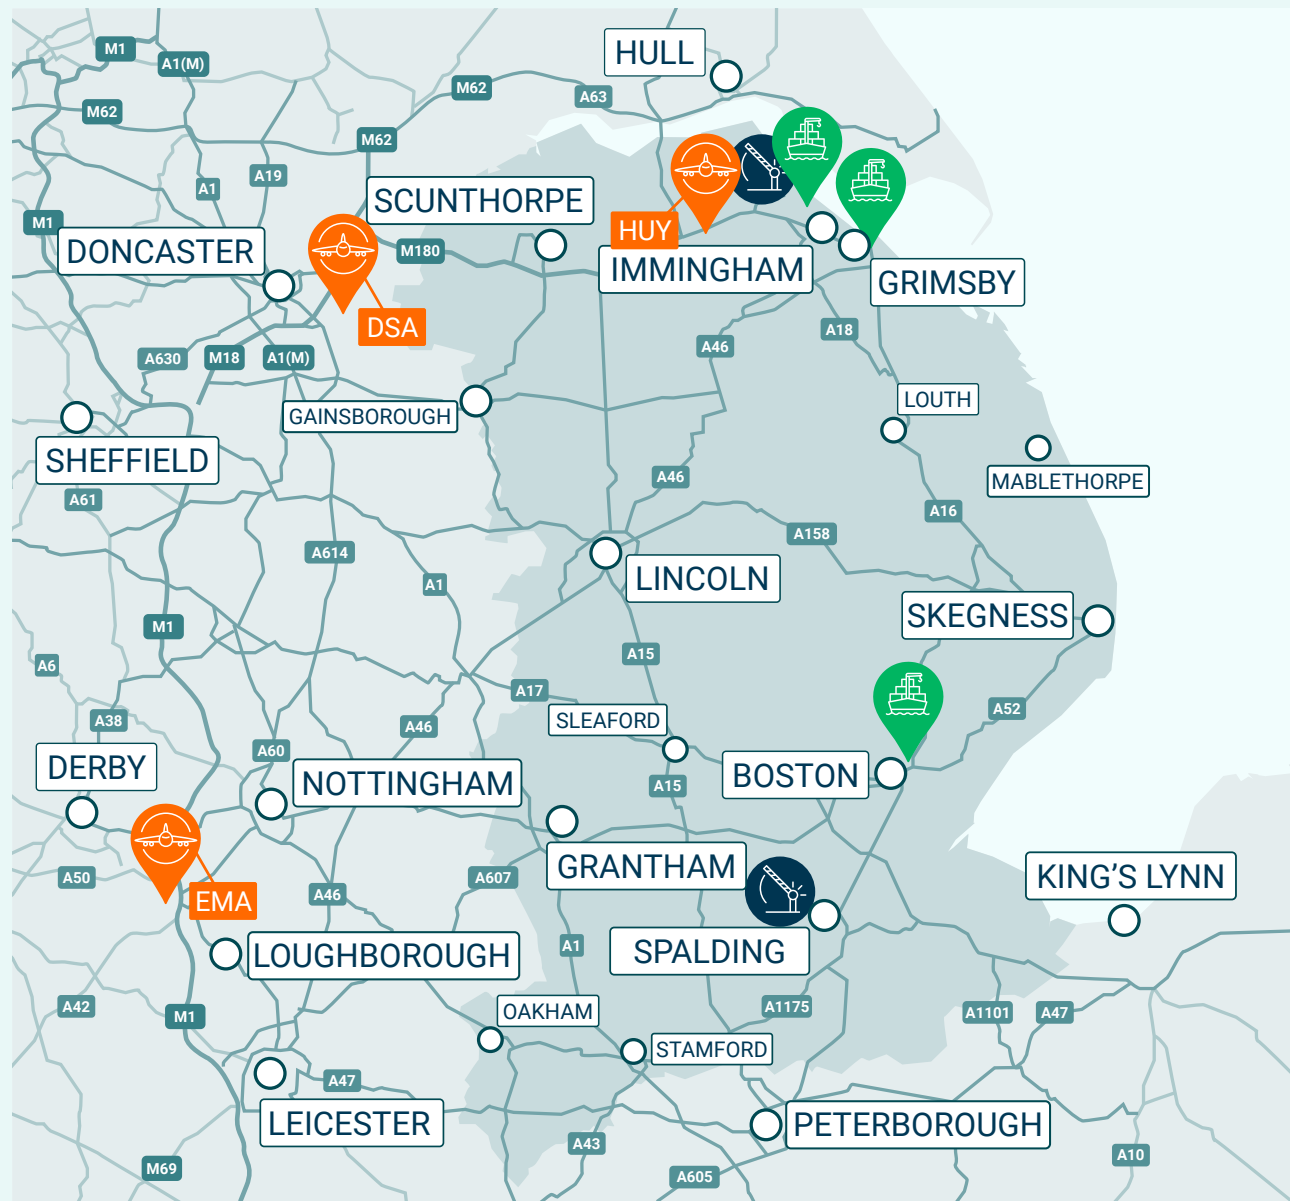 M1
A1(M)
HULL
M62
A63
M62
M62
A19
A1
SCUNTHORPE
M1
HUY
DONCASTER
M180
IMMINGHAM
GRIMSBY
DSA
A18
A46
A630
M18
A1(M)
LOUTH
GAINSBOROUGH
SHEFFIELD
A46
MABLETHORPE
A61
A16
A158
A614
LINCOLN
A1
SKEGNESS
M1
A15
A6
A17
A52
SLEAFORD
A38
A46
A60
DERBY
NOTTINGHAM
BOSTON
A15
GRANTHAM
A50
A607
KING'S LYNN
A46
EMA
A1
SPALDING
LOUGHBOROUGH
A42
A1175
OAKHAM
A1101
A47
M1
STAMFORD
A47
LEICESTER
PETERBOROUGH
A43
A10
M69
A605